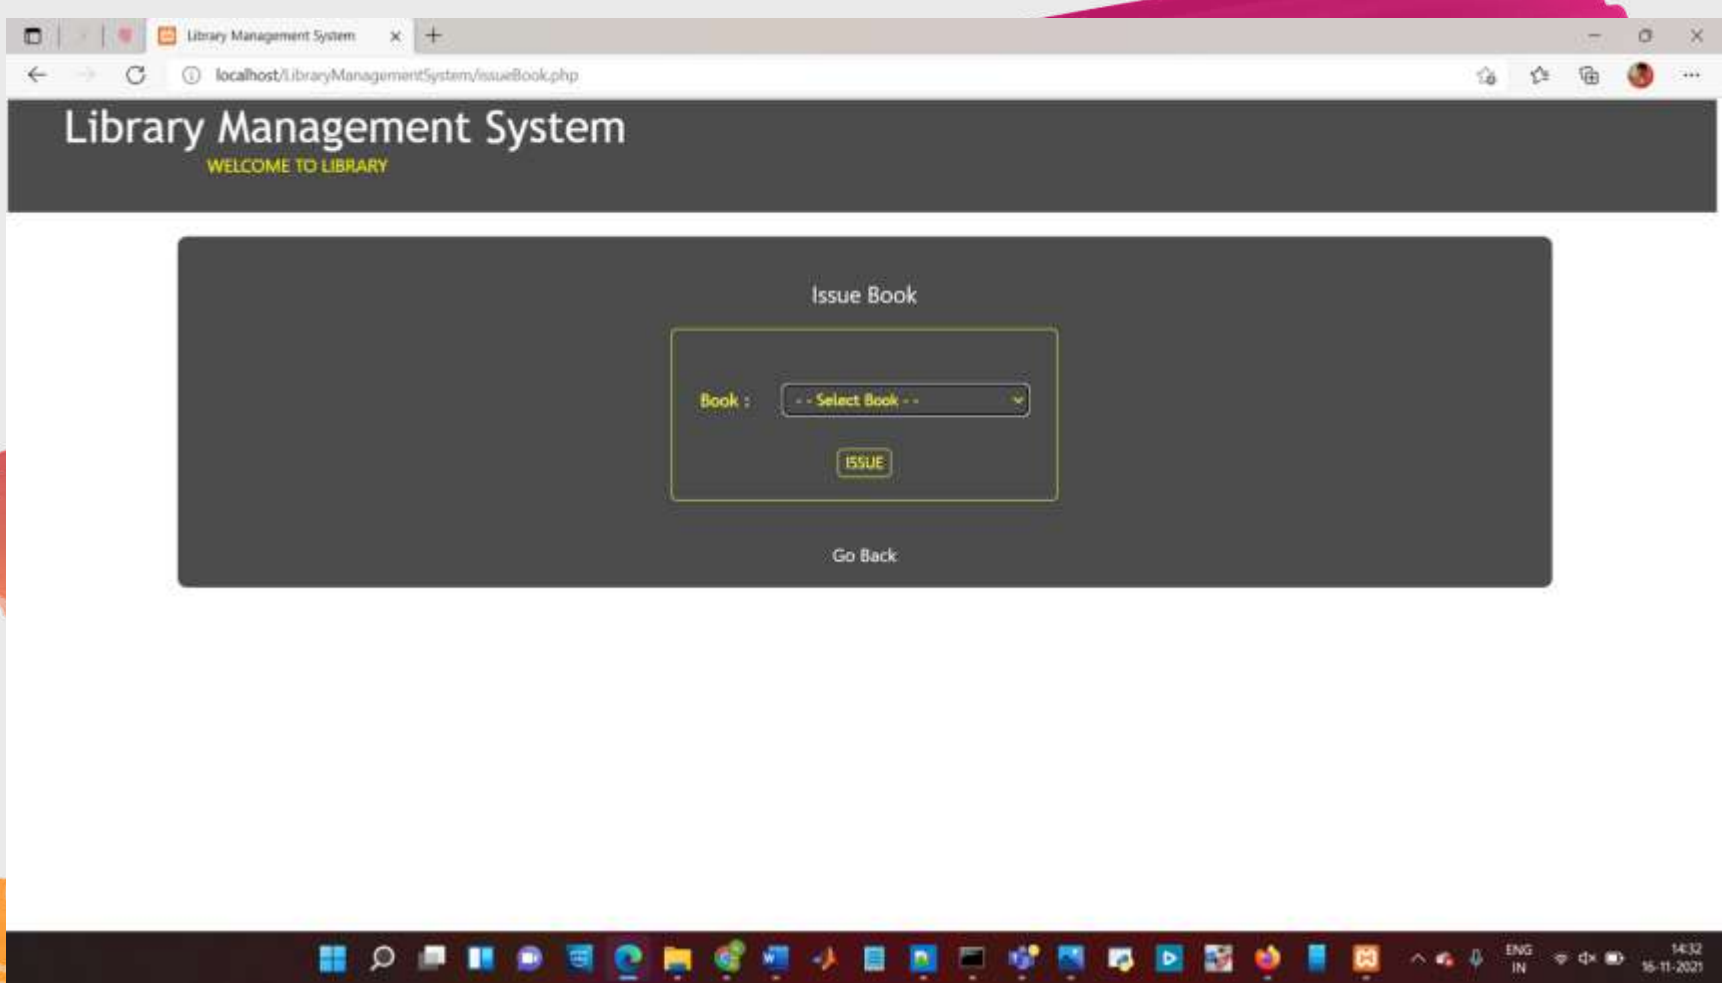 Library Management System
localhost/LibraryManagementSystem/issueBook.php
Library Management System
WELCOME TO LIBRARY
Issue Book
Book :
- - Select Book - -
ISSUE
Go Back
ENG
IN
14:32
16-11-2021